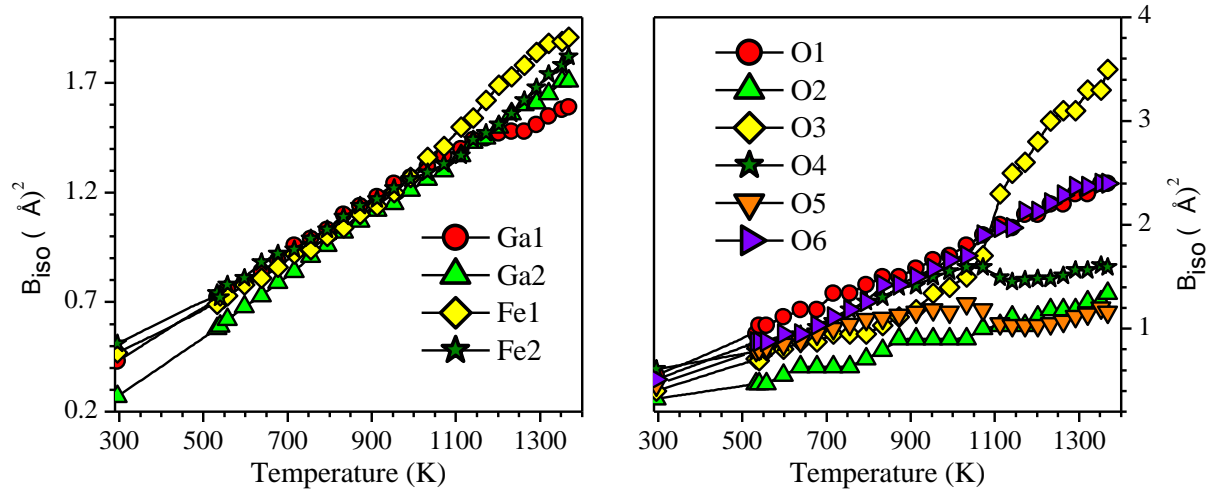 B_iso ( Å)^2
1.7
1.2
0.7
0.2
Ga1
Ga2
Fe1
Fe2
300 500 700 900 1100 1300
Temperature (K)
O1
O2
O3
O4
O5
O6
4
3
2
1
B_iso ( Å)^2
300 500 700 900 1100 1300
Temperature (K)